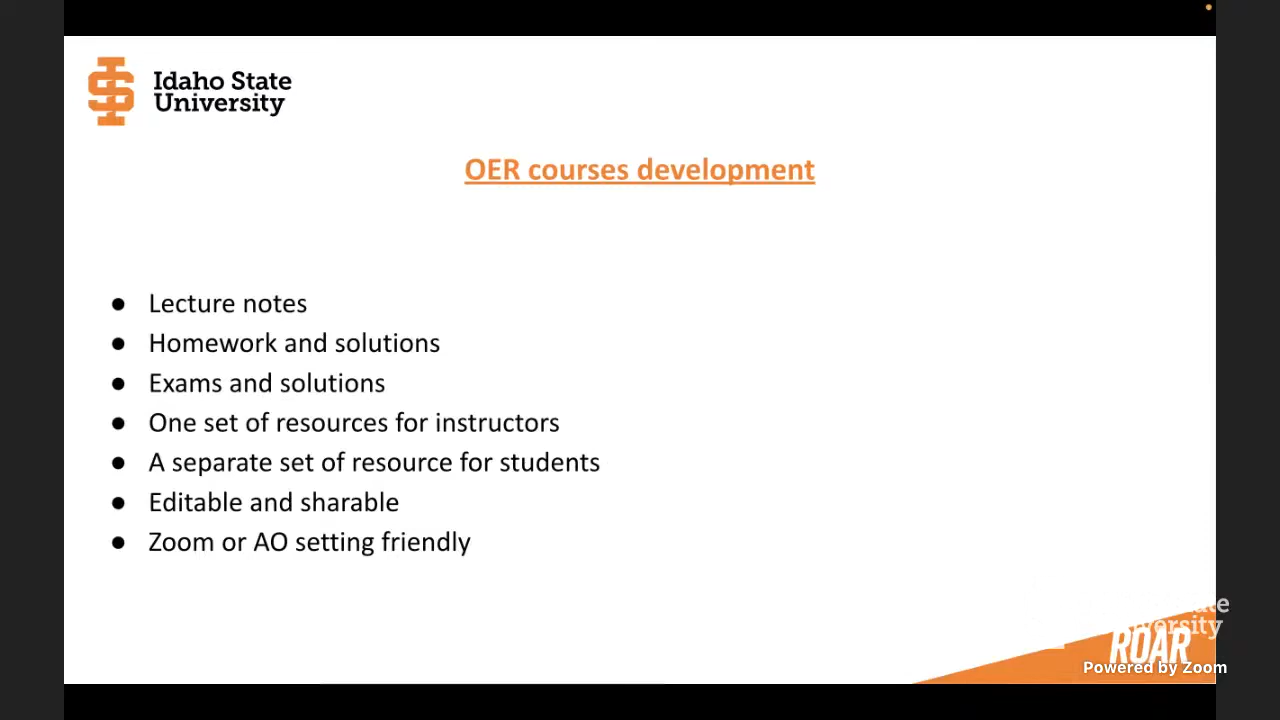 Idaho State
University
OER courses development
● Lecture notes
● Homework and solutions
● Exams and solutions
● One set of resources for instructors
● A separate set of resource for students
● Editable and sharable
● Zoom or AO setting friendly
ROAR
Powered by Zoom